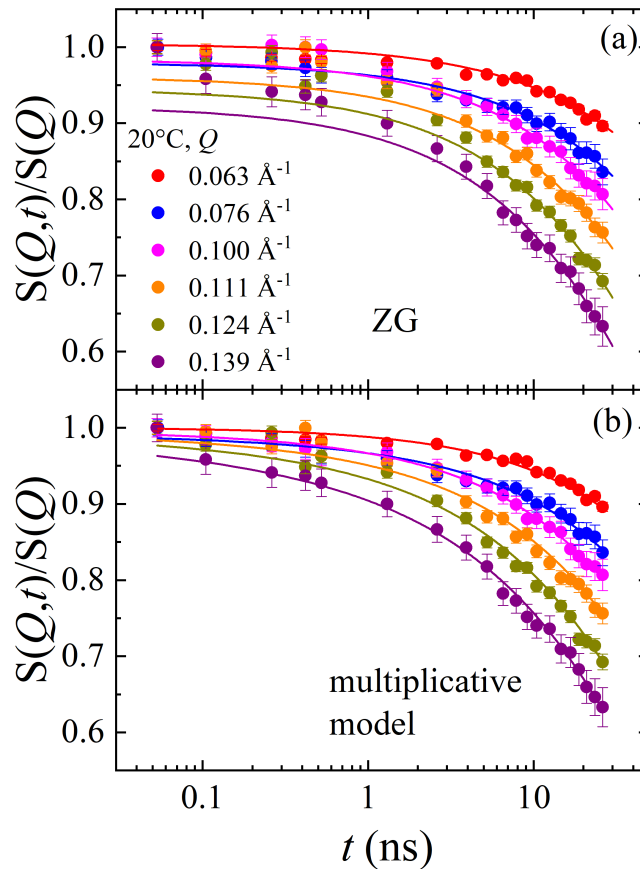 (a)
1.0
0.9
0.8
0.7
0.6
S(Q,t)/S(Q)
20°C, Q
0.063 Å⁻¹
0.076 Å⁻¹
0.100 Å⁻¹
0.111 Å⁻¹
0.124 Å⁻¹
0.139 Å⁻¹
ZG
(b)
1.0
0.9
0.8
0.7
0.6
S(Q,t)/S(Q)
multiplicative
model
0.1 1 10
t (ns)